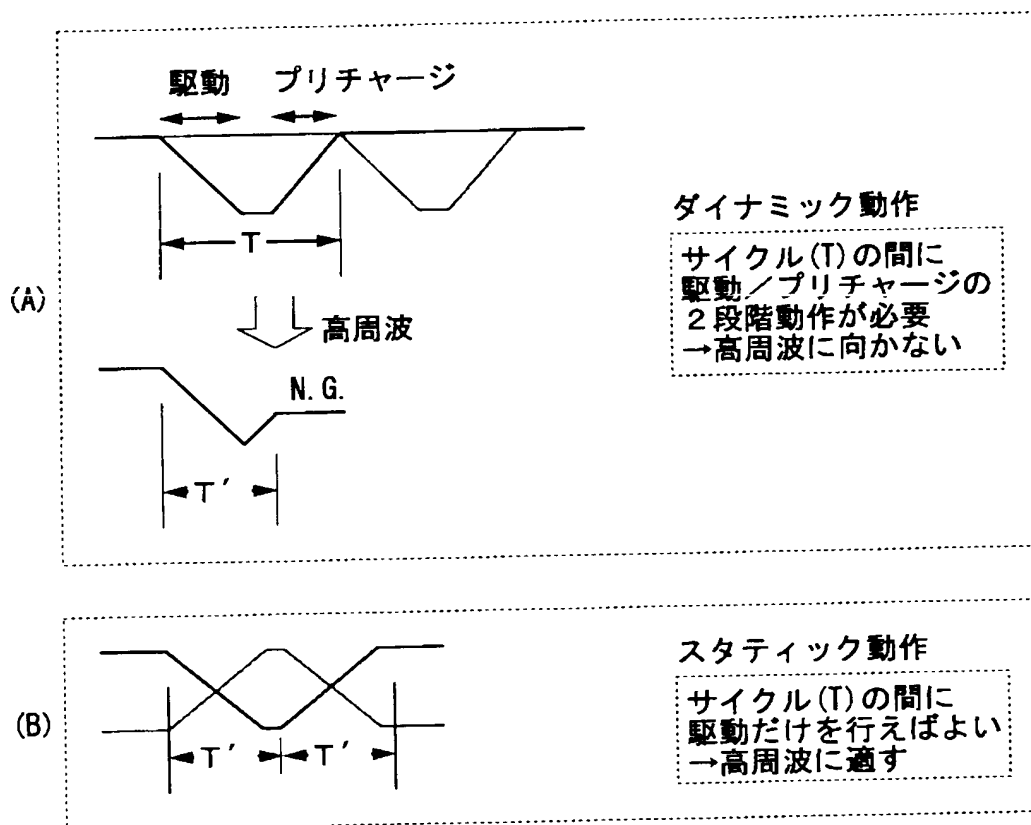 (A)
駆動 プリチャージ
T
高周波
N.G.
T′
ダイナミック動作
サイクル(T)の間に
駆動／プリチャージの
２段階動作が必要
→高周波に向かない
(B)
T′ T′
スタティック動作
サイクル(T)の間に
駆動だけを行えばよい
→高周波に適す